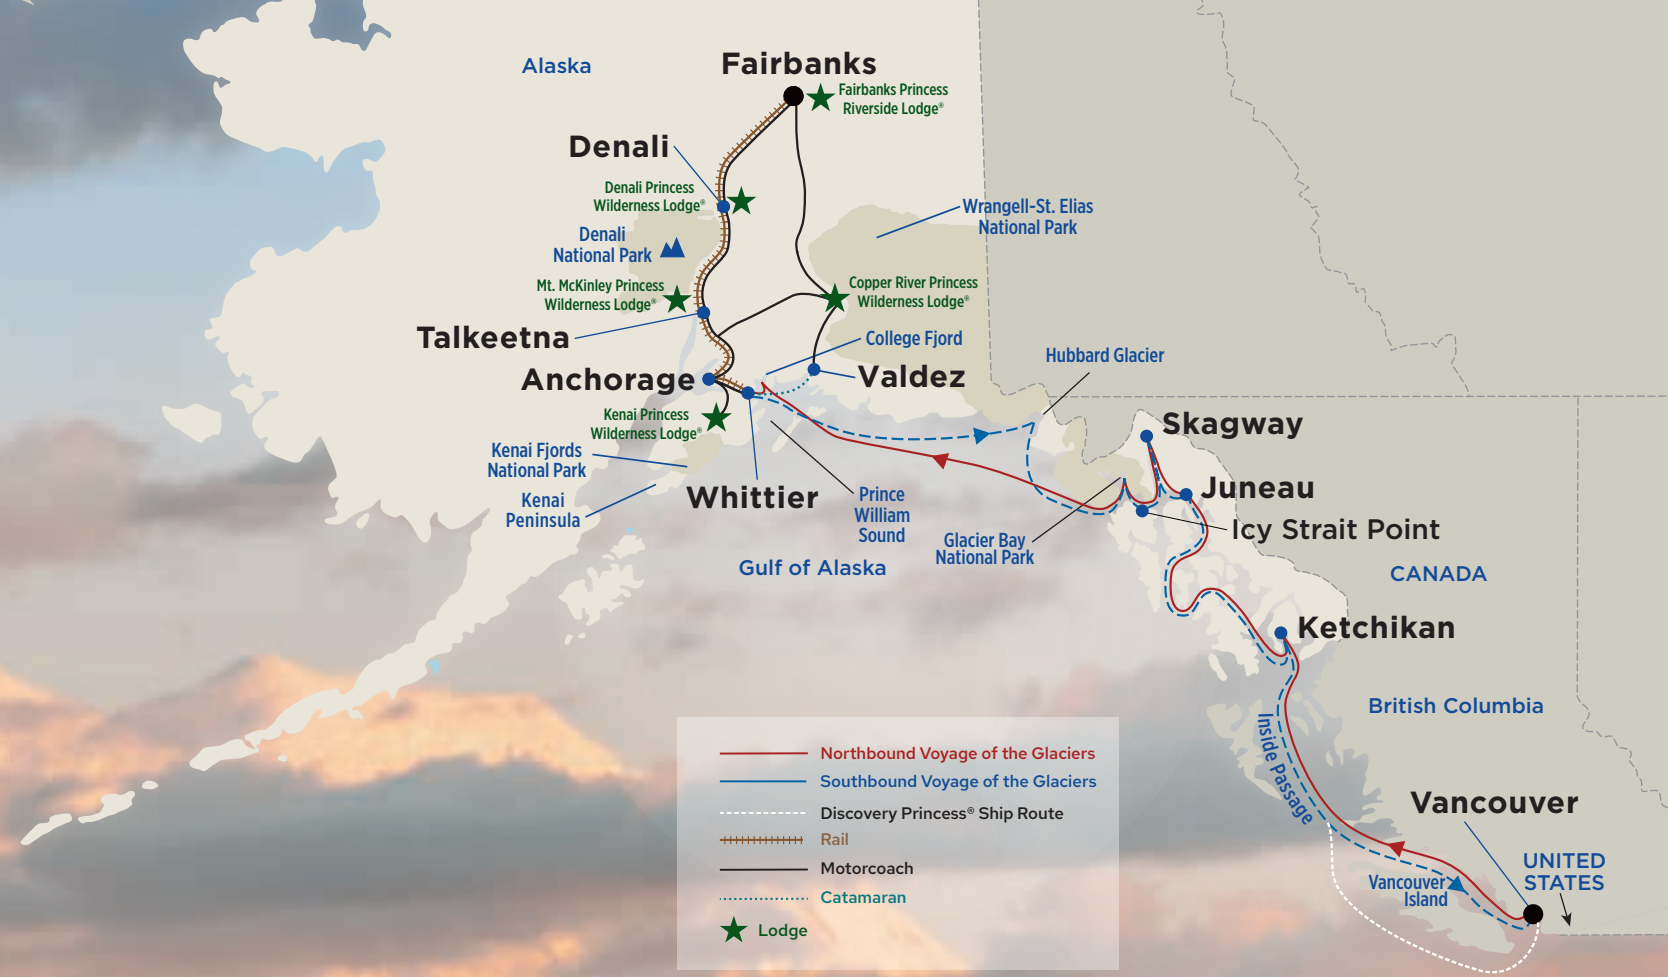 Alaska
Fairbanks
Fairbanks Princess
Riverside Lodge®
Denali
Denali Princess
Wilderness Lodge®
Denali
National Park
Wrangell-St. Elias
National Park
Mt. McKinley Princess
Wilderness Lodge®
Copper River Princess
Wilderness Lodge®
Talkeetna
College Fjord
Hubbard Glacier
Anchorage
Valdez
Kenai Princess
Wilderness Lodge®
Skagway
Kenai Fjords
National Park
Kenai
Peninsula
Whittier
Prince
William
Sound
Juneau
Icy Strait Point
Glacier Bay
National Park
Gulf of Alaska
CANADA
Ketchikan
British Columbia
Inside Passage
Vancouver
UNITED
STATES
Vancouver
Island
Northbound Voyage of the Glaciers
Southbound Voyage of the Glaciers
Discovery Princess® Ship Route
Rail
Motorcoach
Catamaran
Lodge